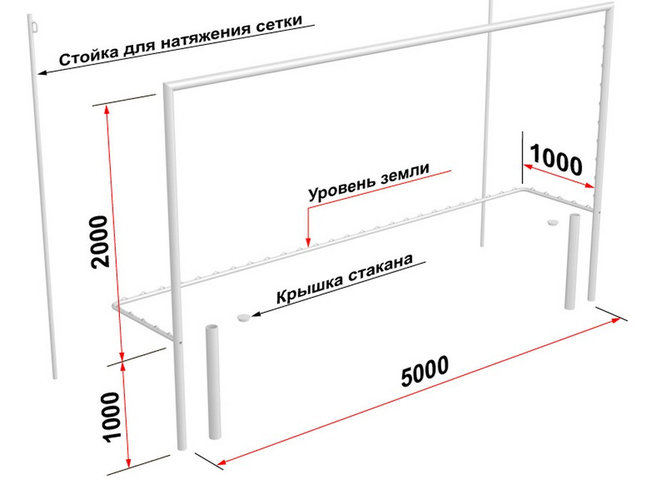 Стойка для натяжения сетки
1000
Уровень земли
2000
Крышка стакана
5000
1000